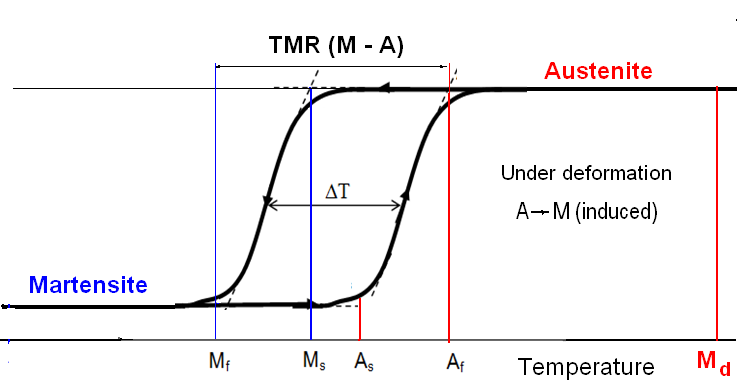 TMR (M - A)
Austenite
Under deformation
ΔT
A→M (induced)
Martensite
Mf Ms As Af Temperature Md